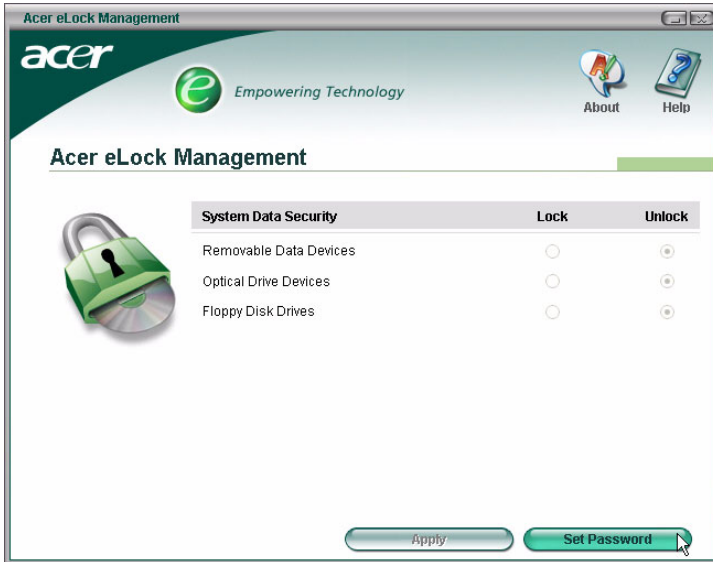 Acer eLock Management
acer
Empowering Technology
About Help
Acer eLock Management
System Data Security Lock Unlock
Removable Data Devices
Optical Drive Devices
Floppy Disk Drives
Apply Set Password